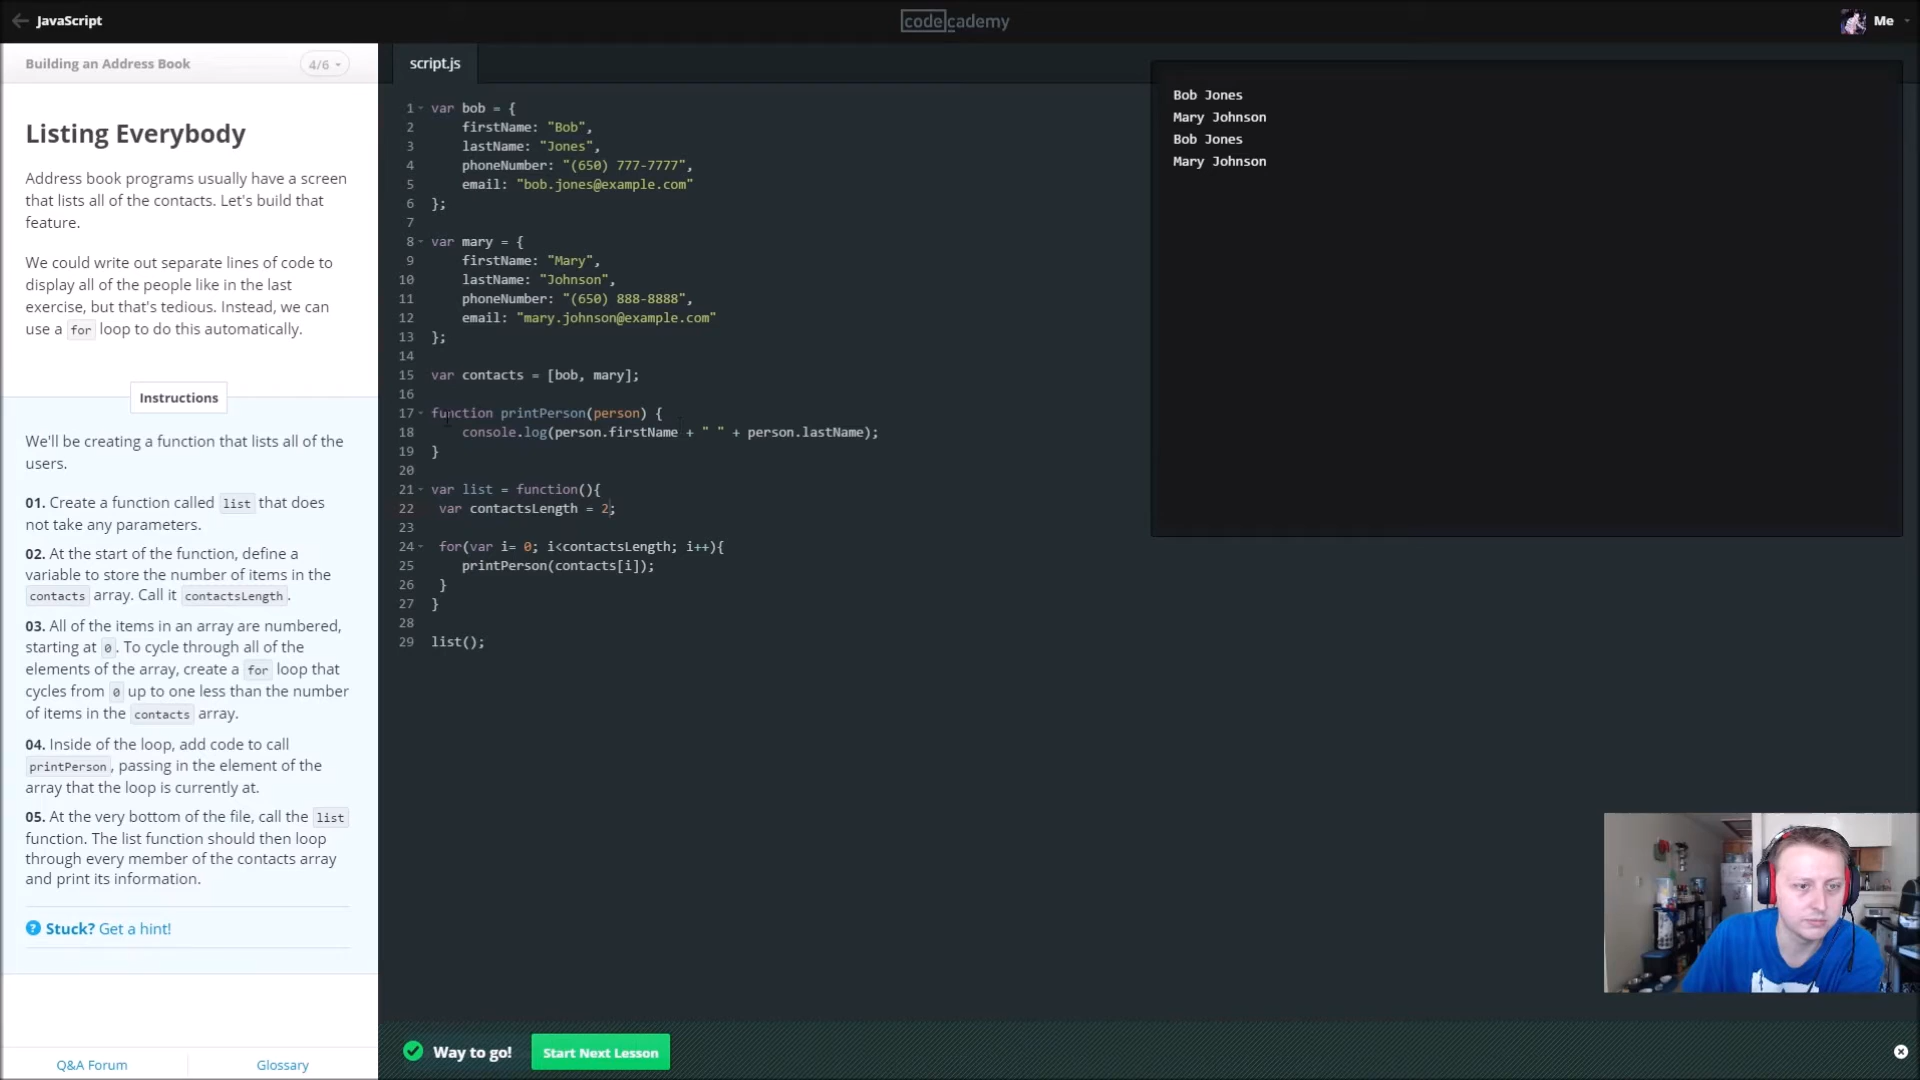 JavaScript
codecademy
Me
Building an Address Book
4/6
script.js
Listing Everybody
Address book programs usually have a screen
that lists all of the contacts. Let's build that
feature.
We could write out separate lines of code to
display all of the people like in the last
exercise, but that's tedious. Instead, we can
use a for loop to do this automatically.
Instructions
We'll be creating a function that lists all of the
users.
01. Create a function called list that does
not take any parameters.
02. At the start of the function, define a
variable to store the number of items in the
contacts array. Call it contactsLength.
03. All of the items in an array are numbered,
starting at 0. To cycle through all of the
elements of the array, create a for loop that
cycles from 0 up to one less than the number
of items in the contacts array.
04. Inside of the loop, add code to call
printPerson, passing in the element of the
array that the loop is currently at.
05. At the very bottom of the file, call the list
function. The list function should then loop
through every member of the contacts array
and print its information.
Stuck? Get a hint!
Q&A Forum
Glossary
1 var bob = {
2 firstName: "Bob",
3 lastName: "Jones",
4 phoneNumber: "(650) 777-7777",
5 email: "bob.jones@example.com"
6 };
7
8 var mary = {
9 firstName: "Mary",
10 lastName: "Johnson",
11 phoneNumber: "(650) 888-8888",
12 email: "mary.johnson@example.com"
13 };
14
15 var contacts = [bob, mary];
16
17 function printPerson(person) {
18 console.log(person.firstName + " " + person.lastName);
19 }
20
21 var list = function(){
22 var contactsLength = 2;
23
24 for(var i= 0; i<contactsLength; i++){
25 printPerson(contacts[i]);
26 }
27 }
28
29 list();
Bob Jones
Mary Johnson
Bob Jones
Mary Johnson
Way to go!
Start Next Lesson